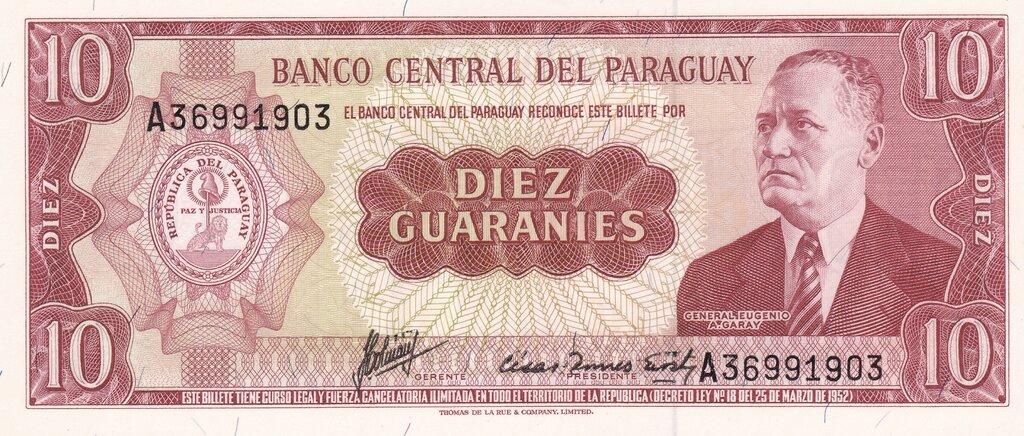 10
10
BANCO CENTRAL DEL PARAGUAY
A36991903
EL BANCO CENTRAL DEL PARAGUAY RECONOCE ESTE BILLETE POR
REPÚBLICA DEL PARAGUAY
PAZ Y JUSTICIA
DIEZ
DIEZ
GUARANIES
DIEZ
GENERAL EUGENIO
A. GARAY
10
10
GERENTE
PRESIDENTE
A36991903
ESTE BILLETE TIENE CURSO LEGAL Y FUERZA CANCELATORIA ILIMITADA EN TODO EL TERRITORIO DE LA REPUBLICA (DECRETO LEY Nº 18 DEL 25 DE MARZO DE 1952)
THOMAS DE LA RUE & COMPANY, LIMITED.